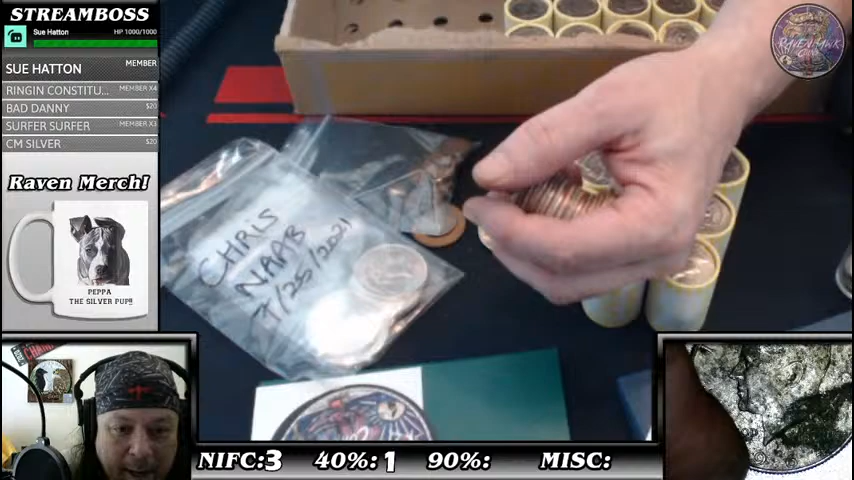 STREAMBOSS
Sue Hatton
HP 1000/1000
SUE HATTON MEMBER
RINGIN CONSTITU... MEMBER X4
BAD DANNY $20
SURFER SURFER MEMBER X3
CM SILVER $20
Raven Merch!
PEPPA
THE SILVER PUP!!
CHRIS
NAAB
7/25/2021
NIFC:3 40%:1 90%: MISC: